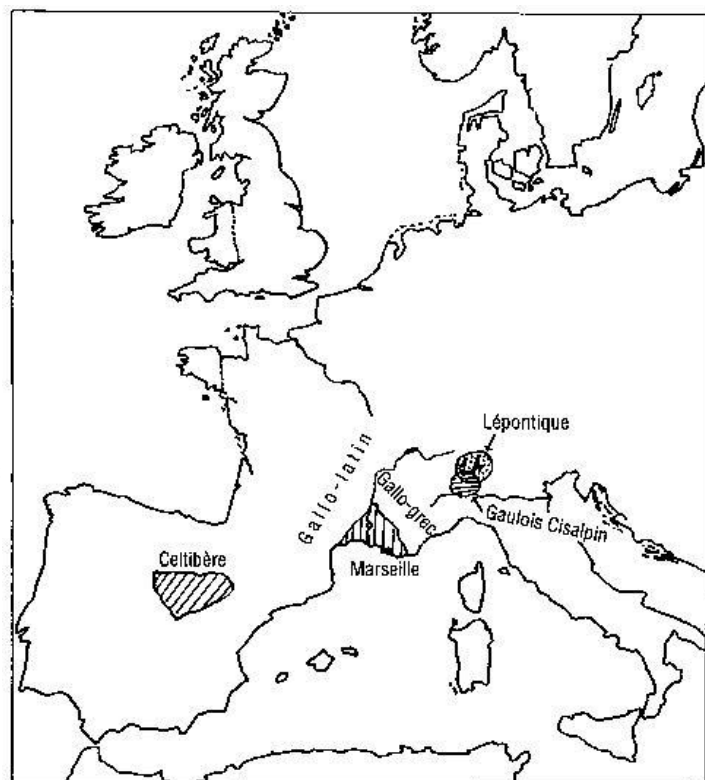 Lépontique
Gallo-latin
Gallo-grec
Gaulois Cisalpin
Celtibère
Marseille